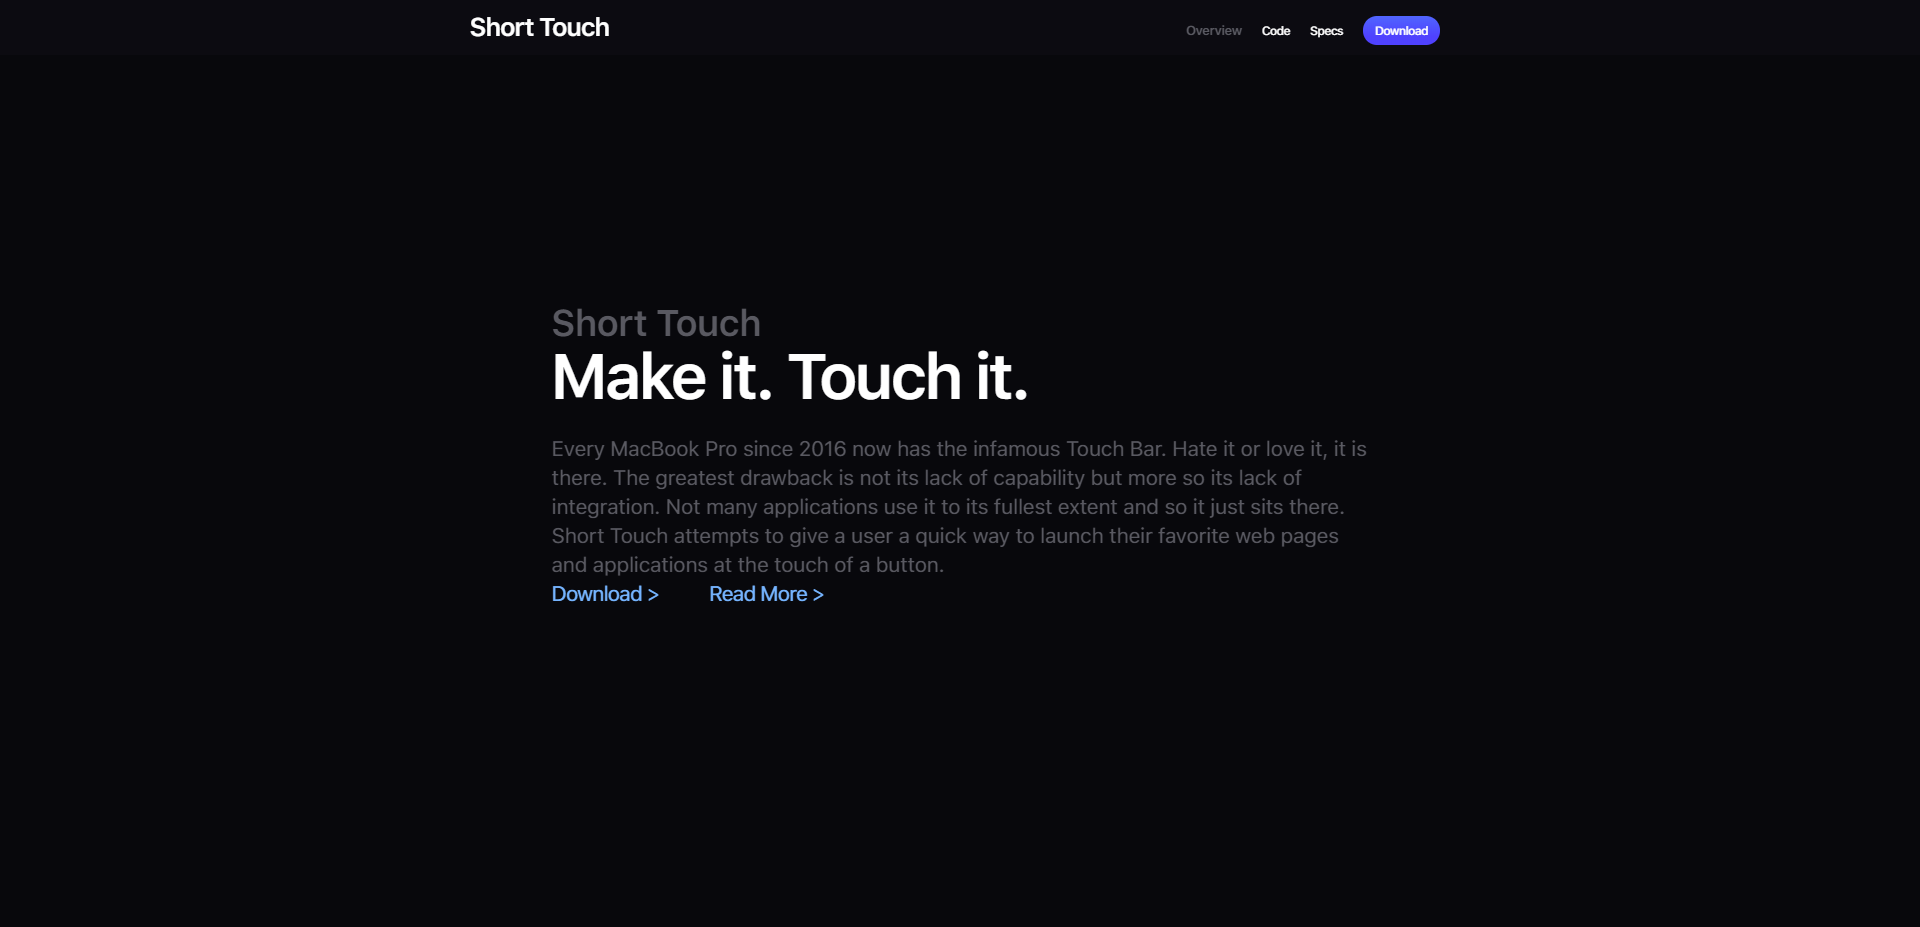 Short Touch
Overview Code Specs Download
Short Touch
Make it. Touch it.
Every MacBook Pro since 2016 now has the infamous Touch Bar. Hate it or love it, it is
there. The greatest drawback is not its lack of capability but more so its lack of
integration. Not many applications use it to its fullest extent and so it just sits there.
Short Touch attempts to give a user a quick way to launch their favorite web pages
and applications at the touch of a button.
Download > Read More >